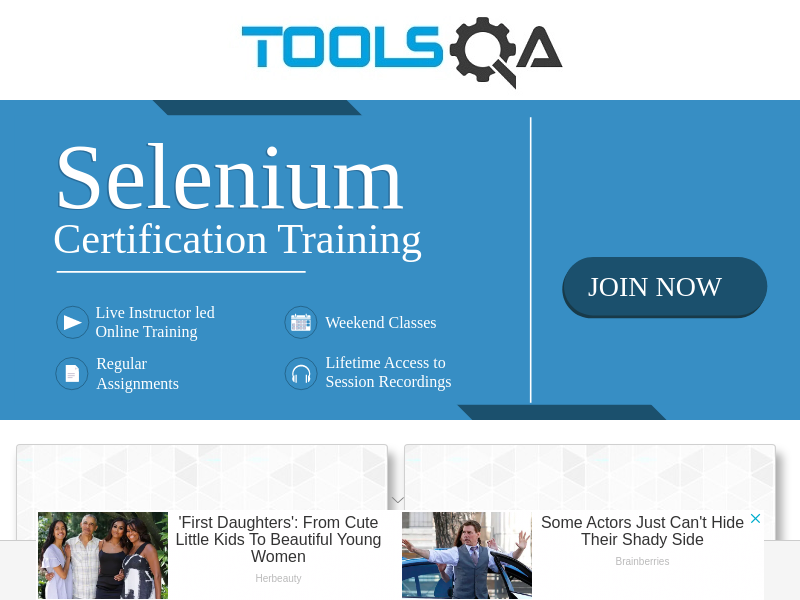 TOOLSQA
Selenium
Certification Training
JOIN NOW
Live Instructor led
Online Training
Weekend Classes
Regular
Assignments
Lifetime Access to
Session Recordings
'First Daughters': From Cute
Little Kids To Beautiful Young
Women
Herbeauty
Some Actors Just Can't Hide
Their Shady Side
Brainberries